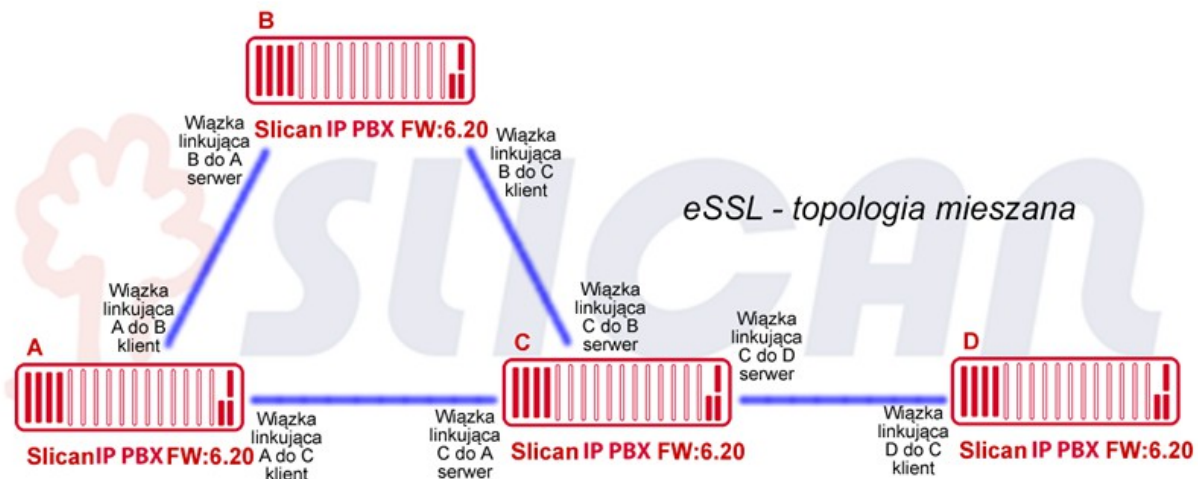 B
Slican IP PBX FW:6.20
Wiązka
linkująca
B do A
serwer
Wiązka
linkująca
B do C
klient
eSSL - topologia mieszana
SLICAN
Wiązka
linkująca
A do B
klient
Wiązka
linkująca
C do B
serwer
Wiązka
linkująca
C do D
serwer
A
C
D
Wiązka
linkująca
A do C
klient
Wiązka
linkująca
C do A
serwer
Wiązka
linkująca
D do C
klient
SlicanIP PBX FW:6.20
Slican IP PBX FW:6.20
Slican IP PBX FW:6.20